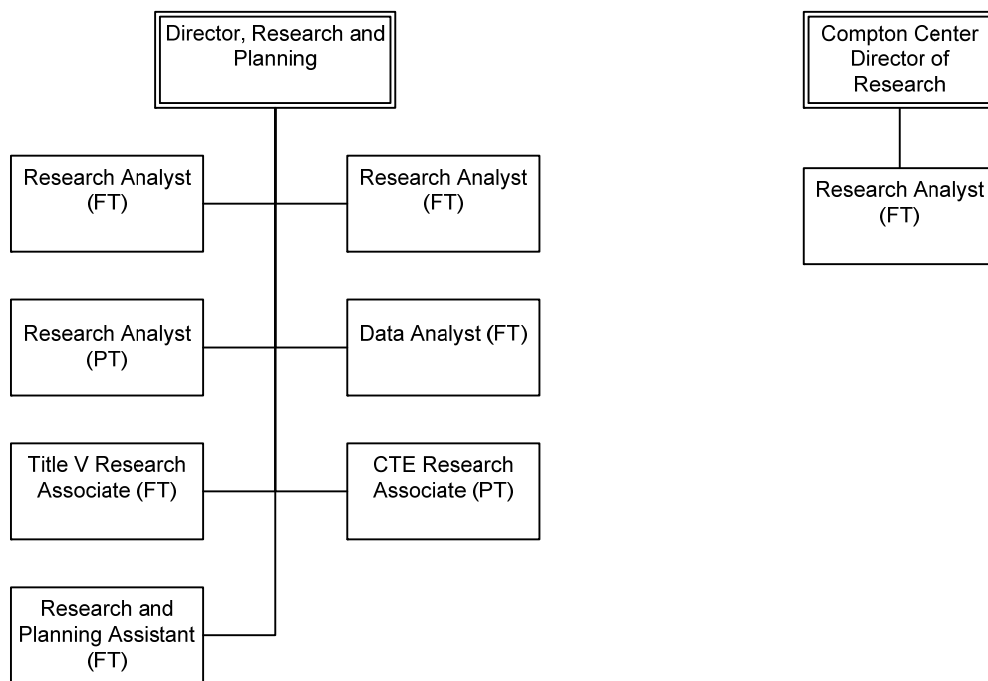 Director, Research and
Planning
Compton Center
Director of
Research
Research Analyst
(FT)
Research Analyst
(FT)
Research Analyst
(FT)
Research Analyst
(PT)
Data Analyst (FT)
Title V Research
Associate (FT)
CTE Research
Associate (PT)
Research and
Planning Assistant
(FT)